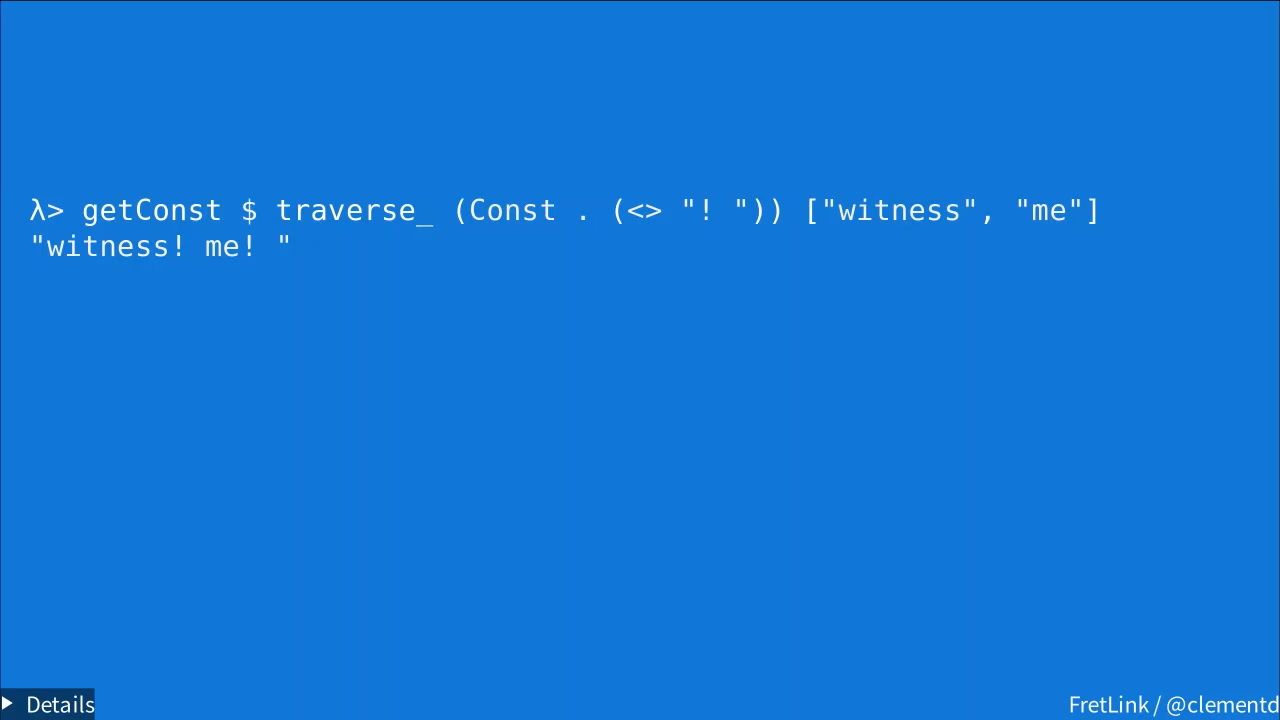 λ> getConst $ traverse_ (Const . (<> "! ")) ["witness", "me"]
"witness! me! "
▶ Details
FretLink / @clementd